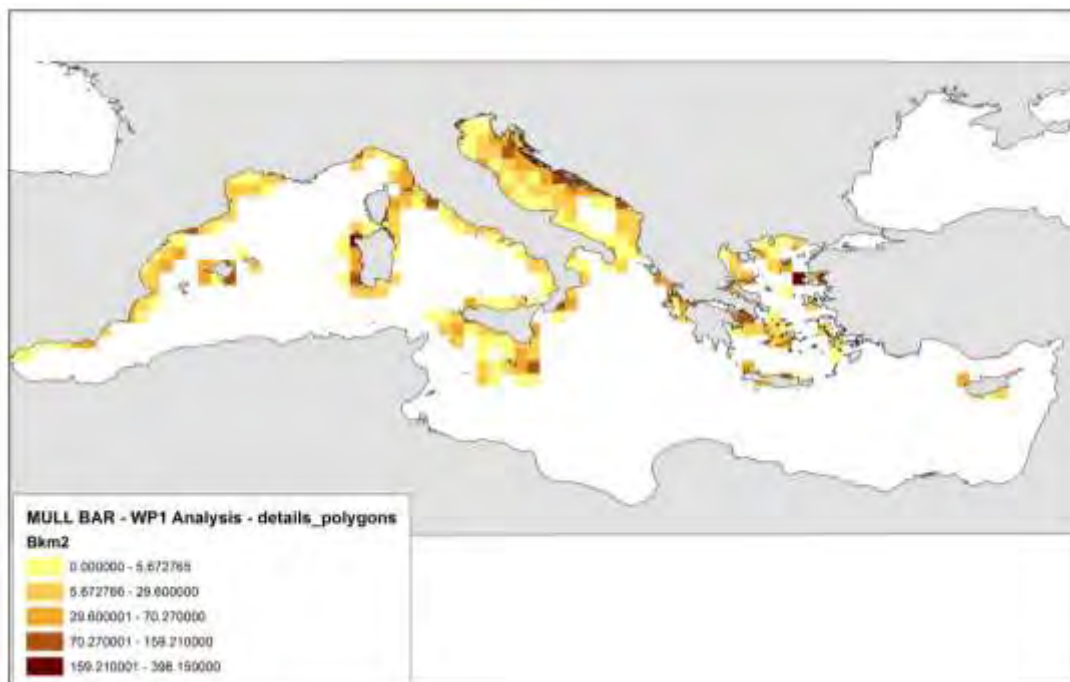 MULL BAR - WP1 Analysis - details_polygons
Bkm2
0.000000 - 5.672765
5.672766 - 29.600000
29.600001 - 70.270000
70.270001 - 159.210000
159.210001 - 398.150000